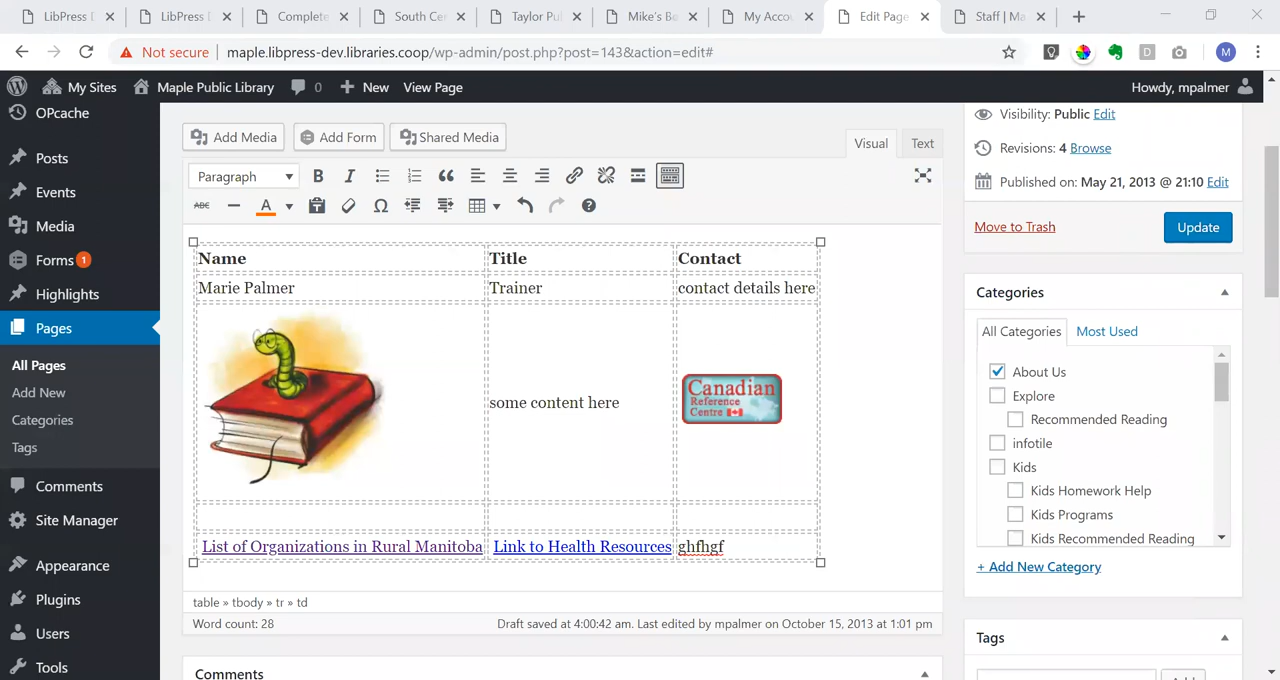 LibPress D
LibPress D
Complete
South Cer
Taylor Pu
Mike's Be
My Accou
Edit Page
Staff | Ma
Not secure
maple.libpress-dev.libraries.coop/wp-admin/post.php?post=143&action=edit#
D
M
My Sites
Maple Public Library
0
New
View Page
Howdy, mpalmer
OPcache
Posts
Events
Media
Forms 1
Highlights
Pages
All Pages
Add New
Categories
Tags
Comments
Site Manager
Appearance
Plugins
Users
Tools
Add Media
Add Form
Shared Media
Visual
Text
Paragraph
B
I
ABC
A
Name Title Contact
Marie Palmer Trainer contact details here
some content here
Canadian
Reference
Centre
List of Organizations in Rural Manitoba Link to Health Resources ghfhgf
table » tbody » tr » td
Word count: 28
Draft saved at 4:00:42 am. Last edited by mpalmer on October 15, 2013 at 1:01 pm
Comments
Visibility: Public Edit
Revisions: 4 Browse
Published on: May 21, 2013 @ 21:10 Edit
Move to Trash
Update
Categories
All Categories
Most Used
About Us
Explore
Recommended Reading
infotile
Kids
Kids Homework Help
Kids Programs
Kids Recommended Reading
+ Add New Category
Tags